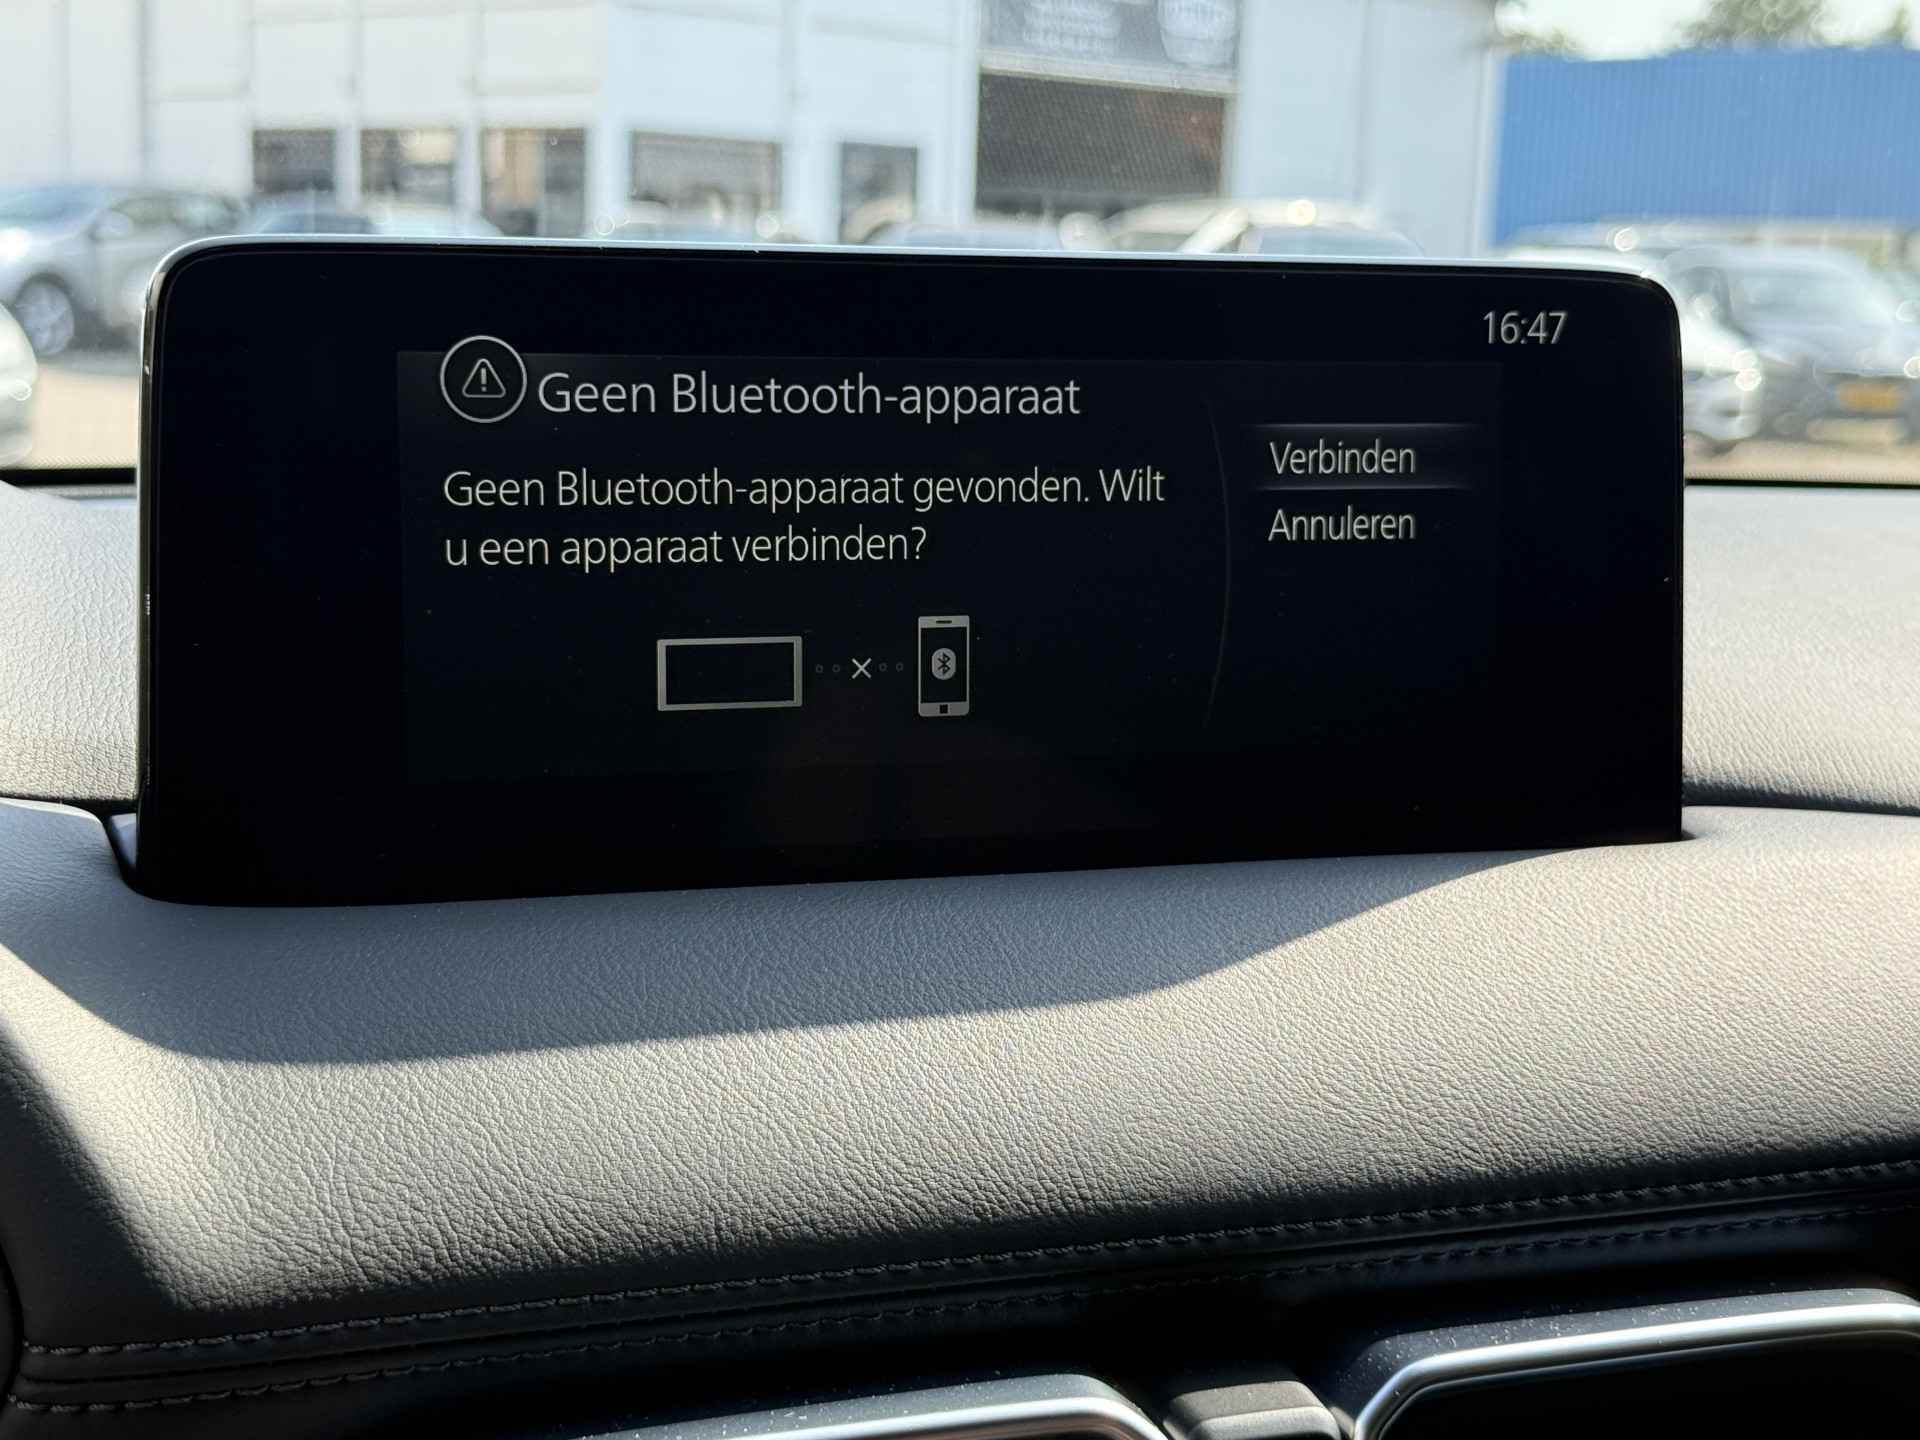 16:47
Geen Bluetooth-apparaat
Geen Bluetooth-apparaat gevonden. Wilt
u een apparaat verbinden?
Verbinden
Annuleren